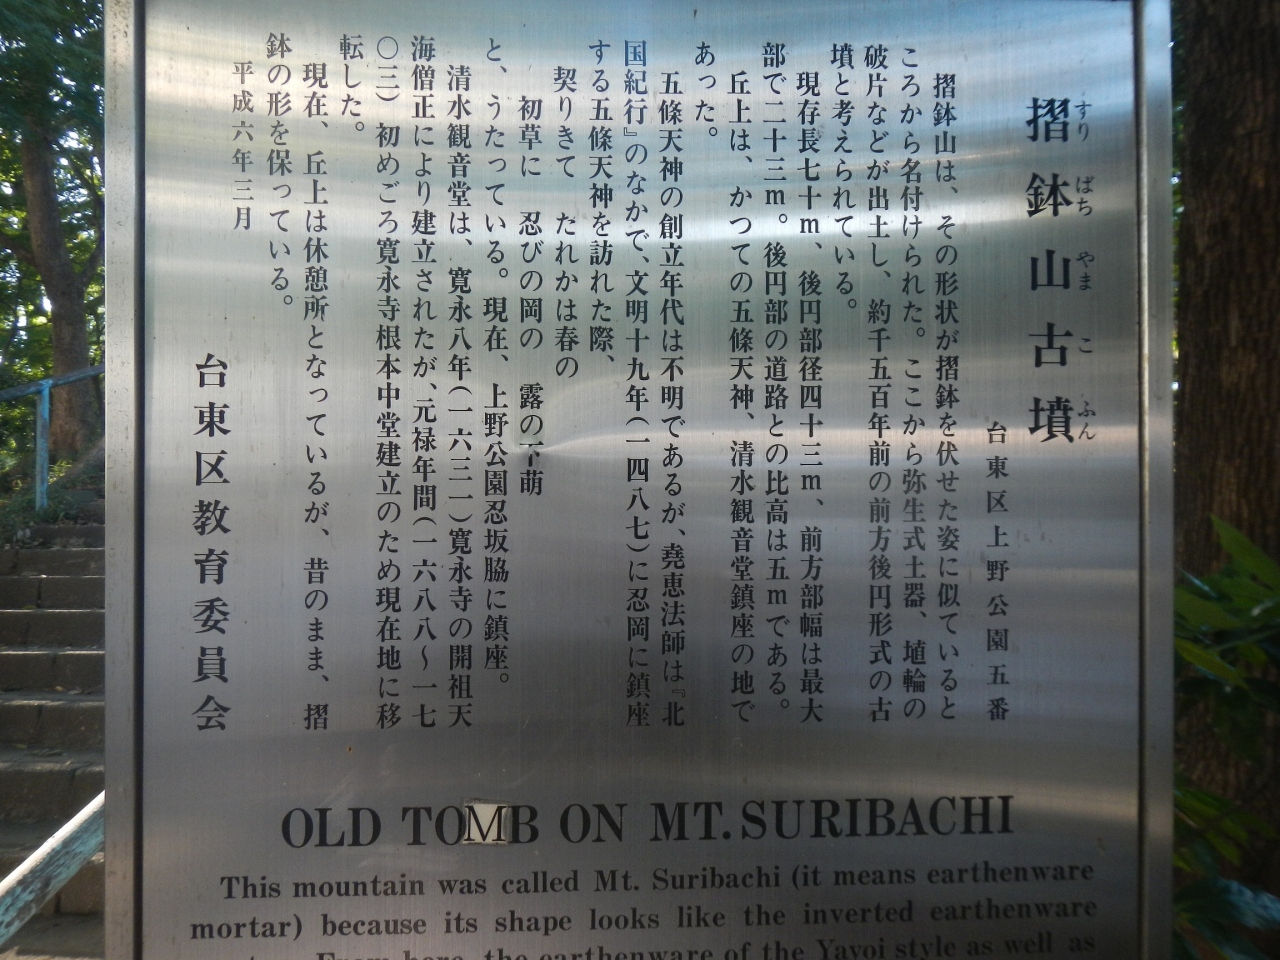 摺鉢山古墳
すり ばち やま こ ふん
台東区上野公園五番
摺鉢山は、その形状が摺鉢を伏せた姿に似ていると
ころから名付けられた。ここから弥生式土器、埴輪の
破片などが出土し、約千五百年前の前方後円形式の古
墳と考えられている。
現存長七十m、後円部径四十三m、前方部幅は最大
部で二十三m。後円部の道路との比高は五mである。
丘上は、かつての五條天神、清水観音堂鎮座の地で
あった。
五條天神の創立年代は不明であるが、堯恵法師は『北
国紀行』のなかで、文明十九年(一四八七)に忍岡に鎮座
する五條天神を訪れた際、
契りきて だれかは春の
初草に 忍びの岡の 露の下萌
と、うたっている。現在、上野公園忍坂脇に鎮座。
清水観音堂は、寛永八年(一六三一)寛永寺の開祖天
海僧正により建立されたが、元禄年間(一六八八〜一七
〇三)初めごろ寛永寺根本中堂建立のため現在地に移
転した。
現在、丘上は休憩所となっているが、昔のまま、摺
鉢の形を保っている。
平成六年三月
台東区教育委員会
OLD TOMB ON MT. SURIBACHI
This mountain was called Mt. Suribachi (it means earthenware
mortar) because its shape looks like the inverted earthenware
From here, the earthenware of the Yayoi style as well as